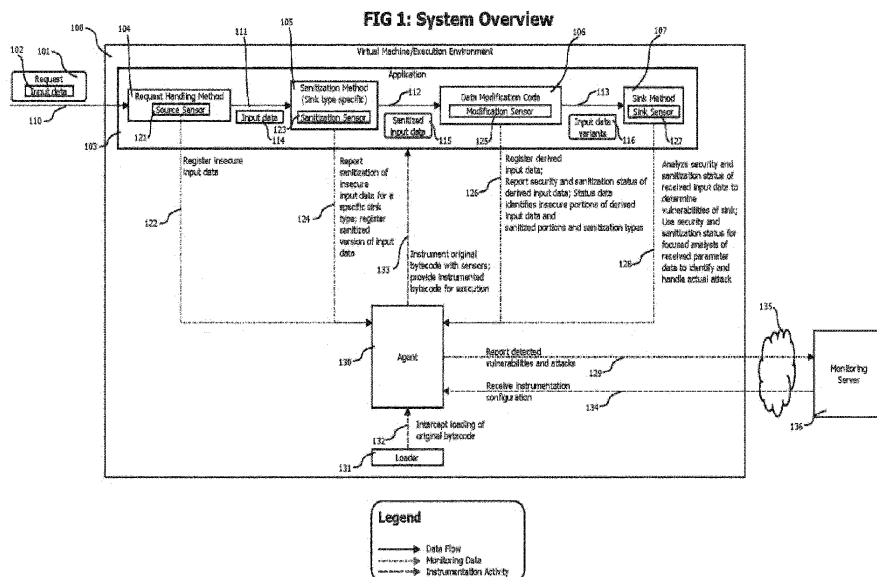 FIG 1: System Overview
100
Virtual Machine/Execution Environment
102
101
Request
Input data
110
Application
104
Request Handling Method
Source Sensor
121
111
Input data
114
105
Sanitization Method
(Sink type specific)
123
Sanitization Sensor
112
Sanitized
Input data
115
106
Data Modification Code
Modification Sensor
125
113
Input data
variants
116
107
Sink Method
Sink Sensor
127
103
Register insecure
input data
122
Report
sanitization of
insecure
input data for a
specific sink
type; register
sanitized
version of input
data
124
133
Instrument original
bytecode with sensors;
provide instrumented
bytecode for execution
Register derived
input data;
Report security and sanitization status of
derived input data; Status data
identifies insecure portions of derived
input data and
sanitized portions and sanitization types
126
Analyze security and
sanitization status of
received input data to
determine
vulnerabilities of sink;
Use security and
sanitization status for
focused analysis of
received parameter
data to identify and
handle actual attack
128
Agent
130
Report detected
vulnerabilities and attacks
129
Receive instrumentation
configuration
134
135
Monitoring
Server
136
132
Intercept loading of
original bytecode
131
Loader
Legend
Data Flow
Monitoring Data
Instrumentation Activity